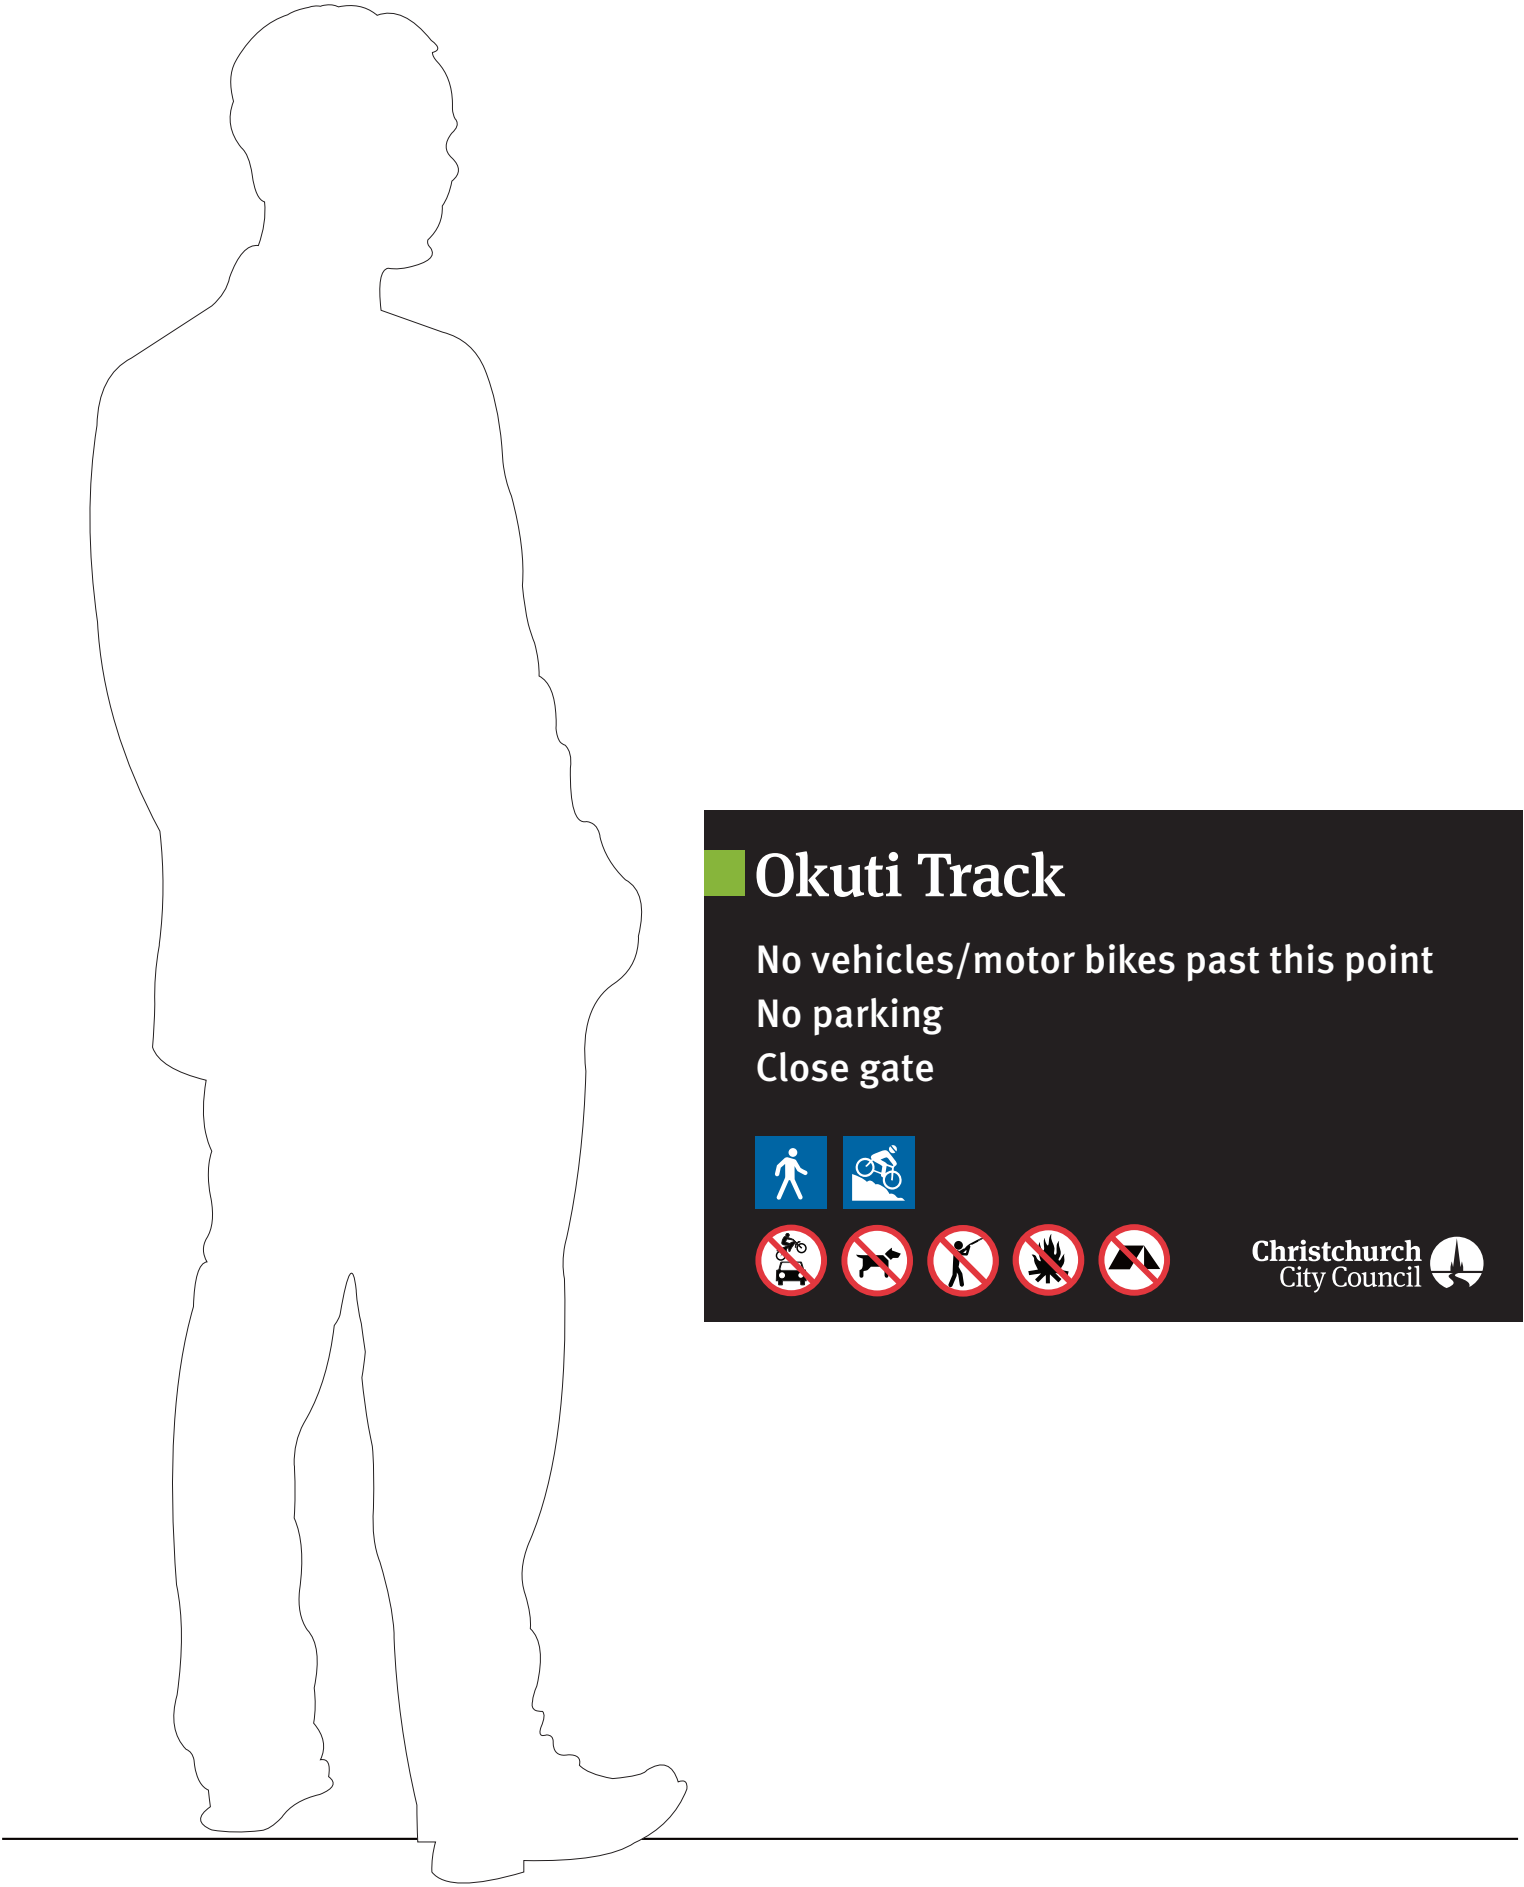 Okuti Track
No vehicles/motor bikes past this point
No parking
Close gate
Christchurch
City Council